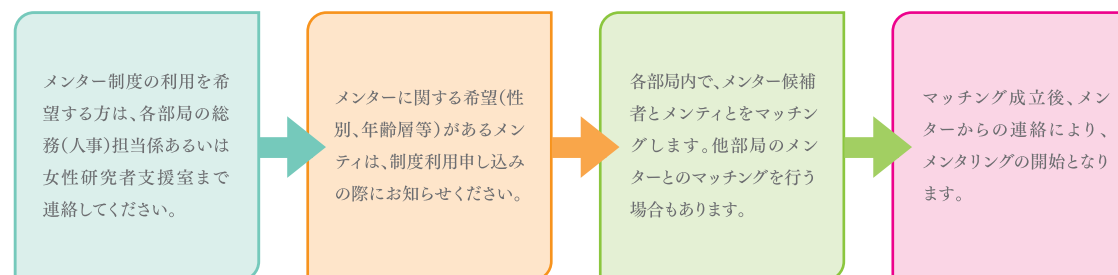 メンター制度の利用を希
望する方は、各部局の総
務(人事)担当係あるいは
女性研究者支援室まで
連絡してください。
メンターに関する希望(性
別、年齢層等)があるメン
ティは、制度利用申し込み
の際にお知らせください。
各部局内で、メンター候補
者とメンティとをマッチン
グします。他部局のメン
ターとのマッチングを行う
場合もあります。
マッチング成立後、メン
ターからの連絡により、
メンタリングの開始となり
ます。